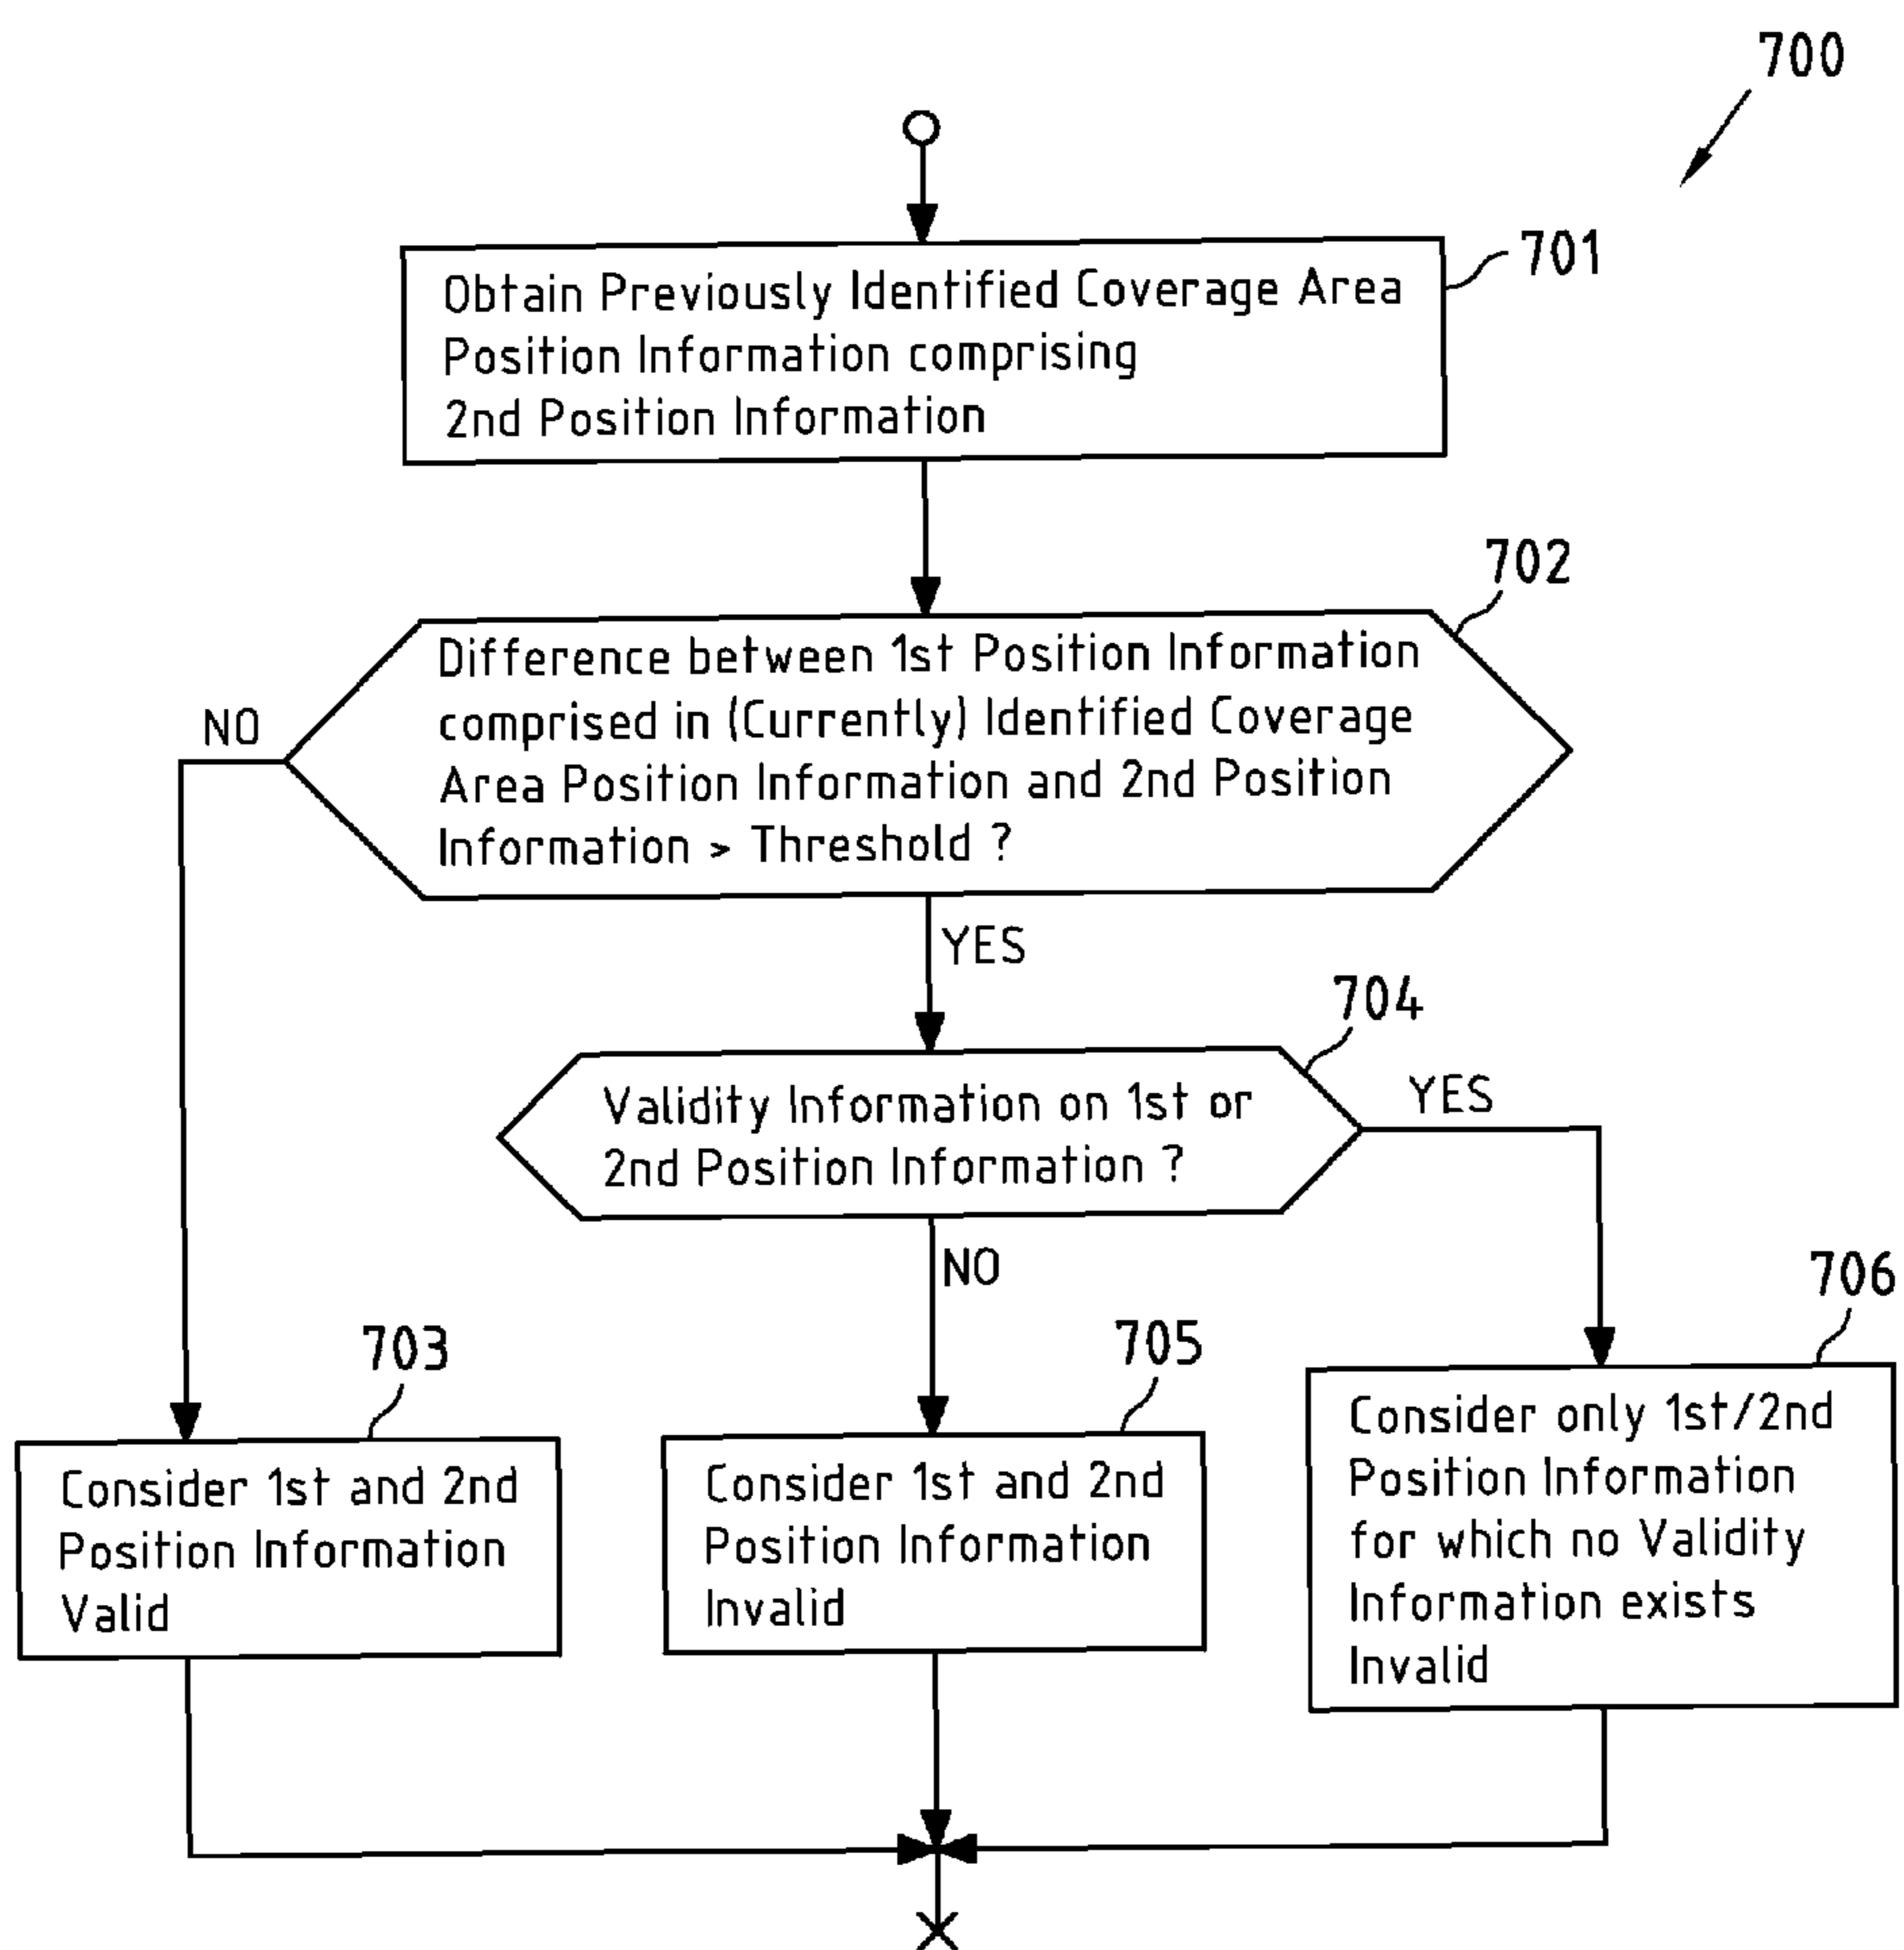 700
701
Obtain Previously Identified Coverage Area
Position Information comprising
2nd Position Information
702
Difference between 1st Position Information
comprised in (Currently) Identified Coverage
Area Position Information and 2nd Position
Information > Threshold ?
NO
YES
704
Validity Information on 1st or
2nd Position Information ?
YES
NO
703
Consider 1st and 2nd
Position Information
Valid
705
Consider 1st and 2nd
Position Information
Invalid
706
Consider only 1st/2nd
Position Information
for which no Validity
Information exists
Invalid